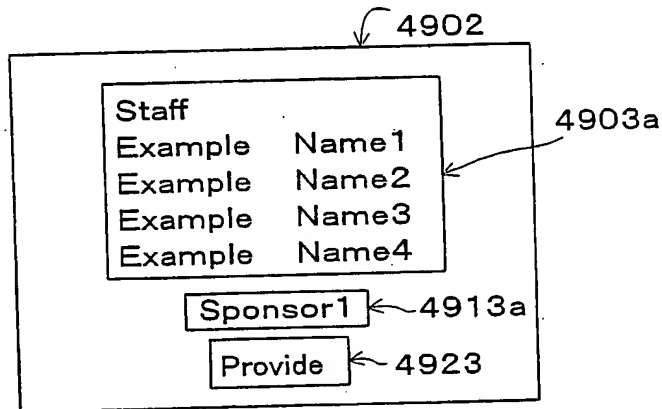 4902
Staff
Example Name1
Example Name2
Example Name3
Example Name4
4903a
Sponsor1
4913a
Provide
4923